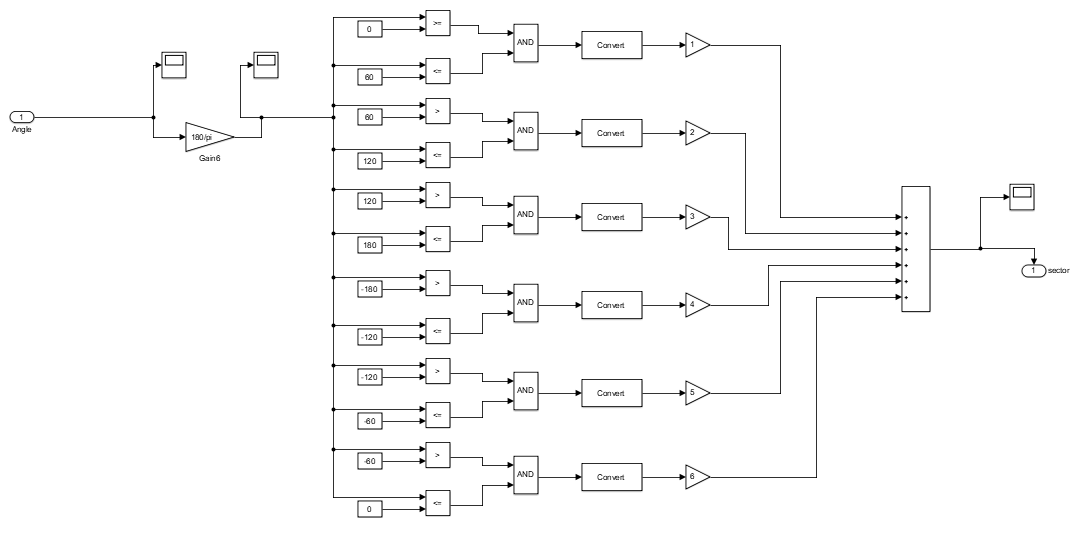 1
Angle
180/pi
Gain6
0
>=
60
<=
AND
Convert
1
60
>
120
<=
AND
Convert
2
120
>
180
<=
AND
Convert
3
-180
>
-120
<=
AND
Convert
4
-120
>
-60
<=
AND
Convert
5
-60
>
0
<=
AND
Convert
6
+
+
+
+
+
+
1
sector